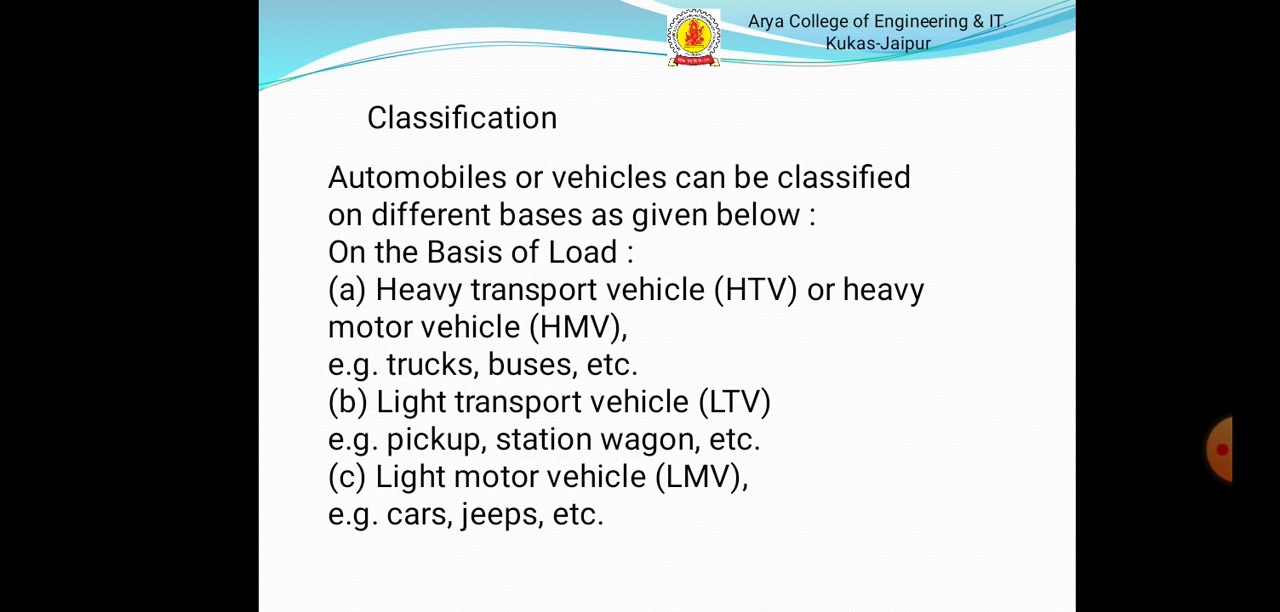 Arya College of Engineering & IT.
Kukas-Jaipur
Classification
Automobiles or vehicles can be classified
on different bases as given below :
On the Basis of Load :
(a) Heavy transport vehicle (HTV) or heavy
motor vehicle (HMV),
e.g. trucks, buses, etc.
(b) Light transport vehicle (LTV)
e.g. pickup, station wagon, etc.
(c) Light motor vehicle (LMV),
e.g. cars, jeeps, etc.